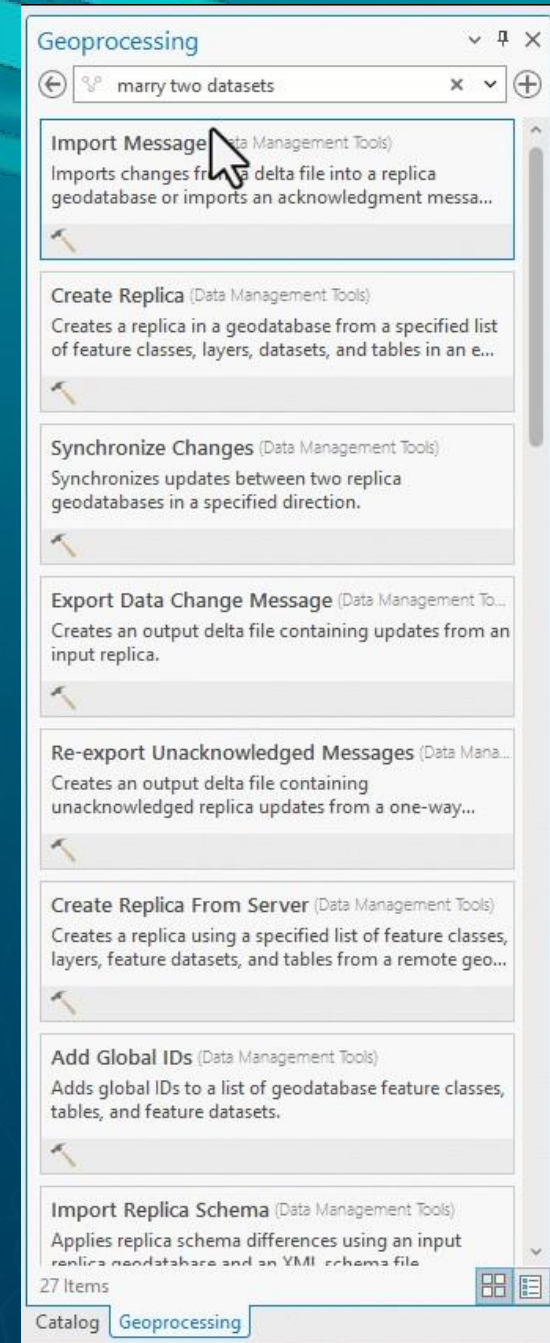 Geoprocessing
marry two datasets
Import Message (Data Management Tools)
Imports changes from a delta file into a replica
geodatabase or imports an acknowledgment messa...
Create Replica (Data Management Tools)
Creates a replica in a geodatabase from a specified list
of feature classes, layers, datasets, and tables in an e...
Synchronize Changes (Data Management Tools)
Synchronizes updates between two replica
geodatabases in a specified direction.
Export Data Change Message (Data Management To...
Creates an output delta file containing updates from an
input replica.
Re-export Unacknowledged Messages (Data Mana...
Creates an output delta file containing
unacknowledged replica updates from a one-way...
Create Replica From Server (Data Management Tools)
Creates a replica using a specified list of feature classes,
layers, feature datasets, and tables from a remote geo...
Add Global IDs (Data Management Tools)
Adds global IDs to a list of geodatabase feature classes,
tables, and feature datasets.
Import Replica Schema (Data Management Tools)
Applies replica schema differences using an input
replica geodatabase and an XML schema file
27 Items
Catalog Geoprocessing